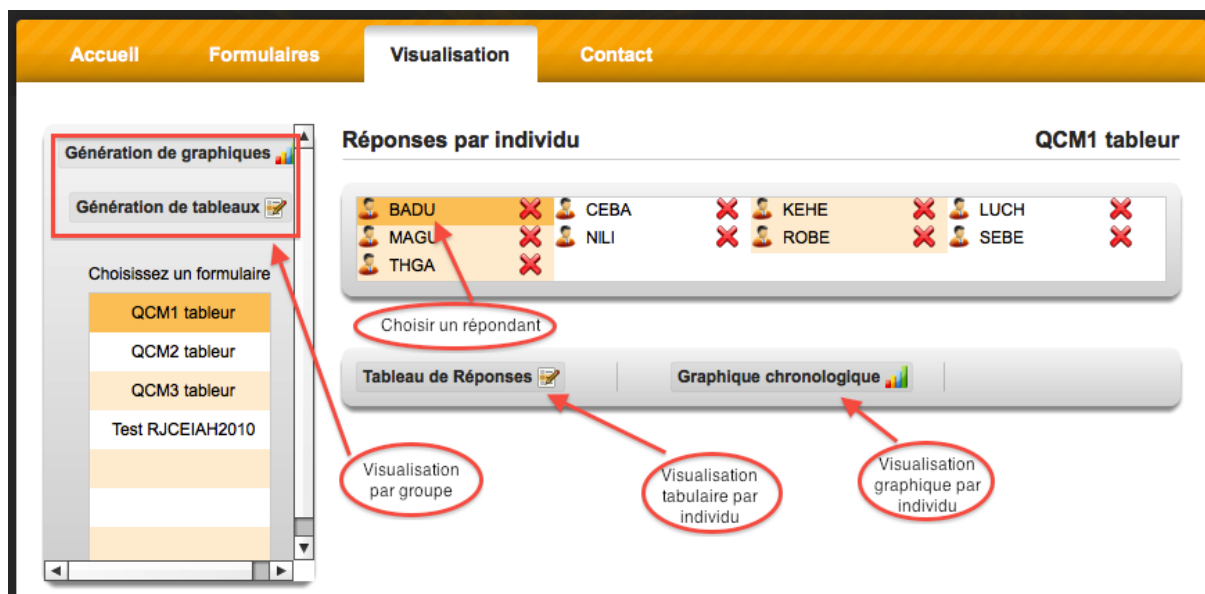 Accueil Formulaires Visualisation Contact
Génération de graphiques
Génération de tableaux
Choisissez un formulaire
QCM1 tableur
QCM2 tableur
QCM3 tableur
Test RJCEIAH2010
Réponses par individu QCM1 tableur
BADU CEBA KEHE LUCH
MAGU NILI ROBE SEBE
THGA
Choisir un répondant
Tableau de Réponses Graphique chronologique
Visualisation
par groupe
Visualisation
tabulaire par
individu
Visualisation
graphique par
individu